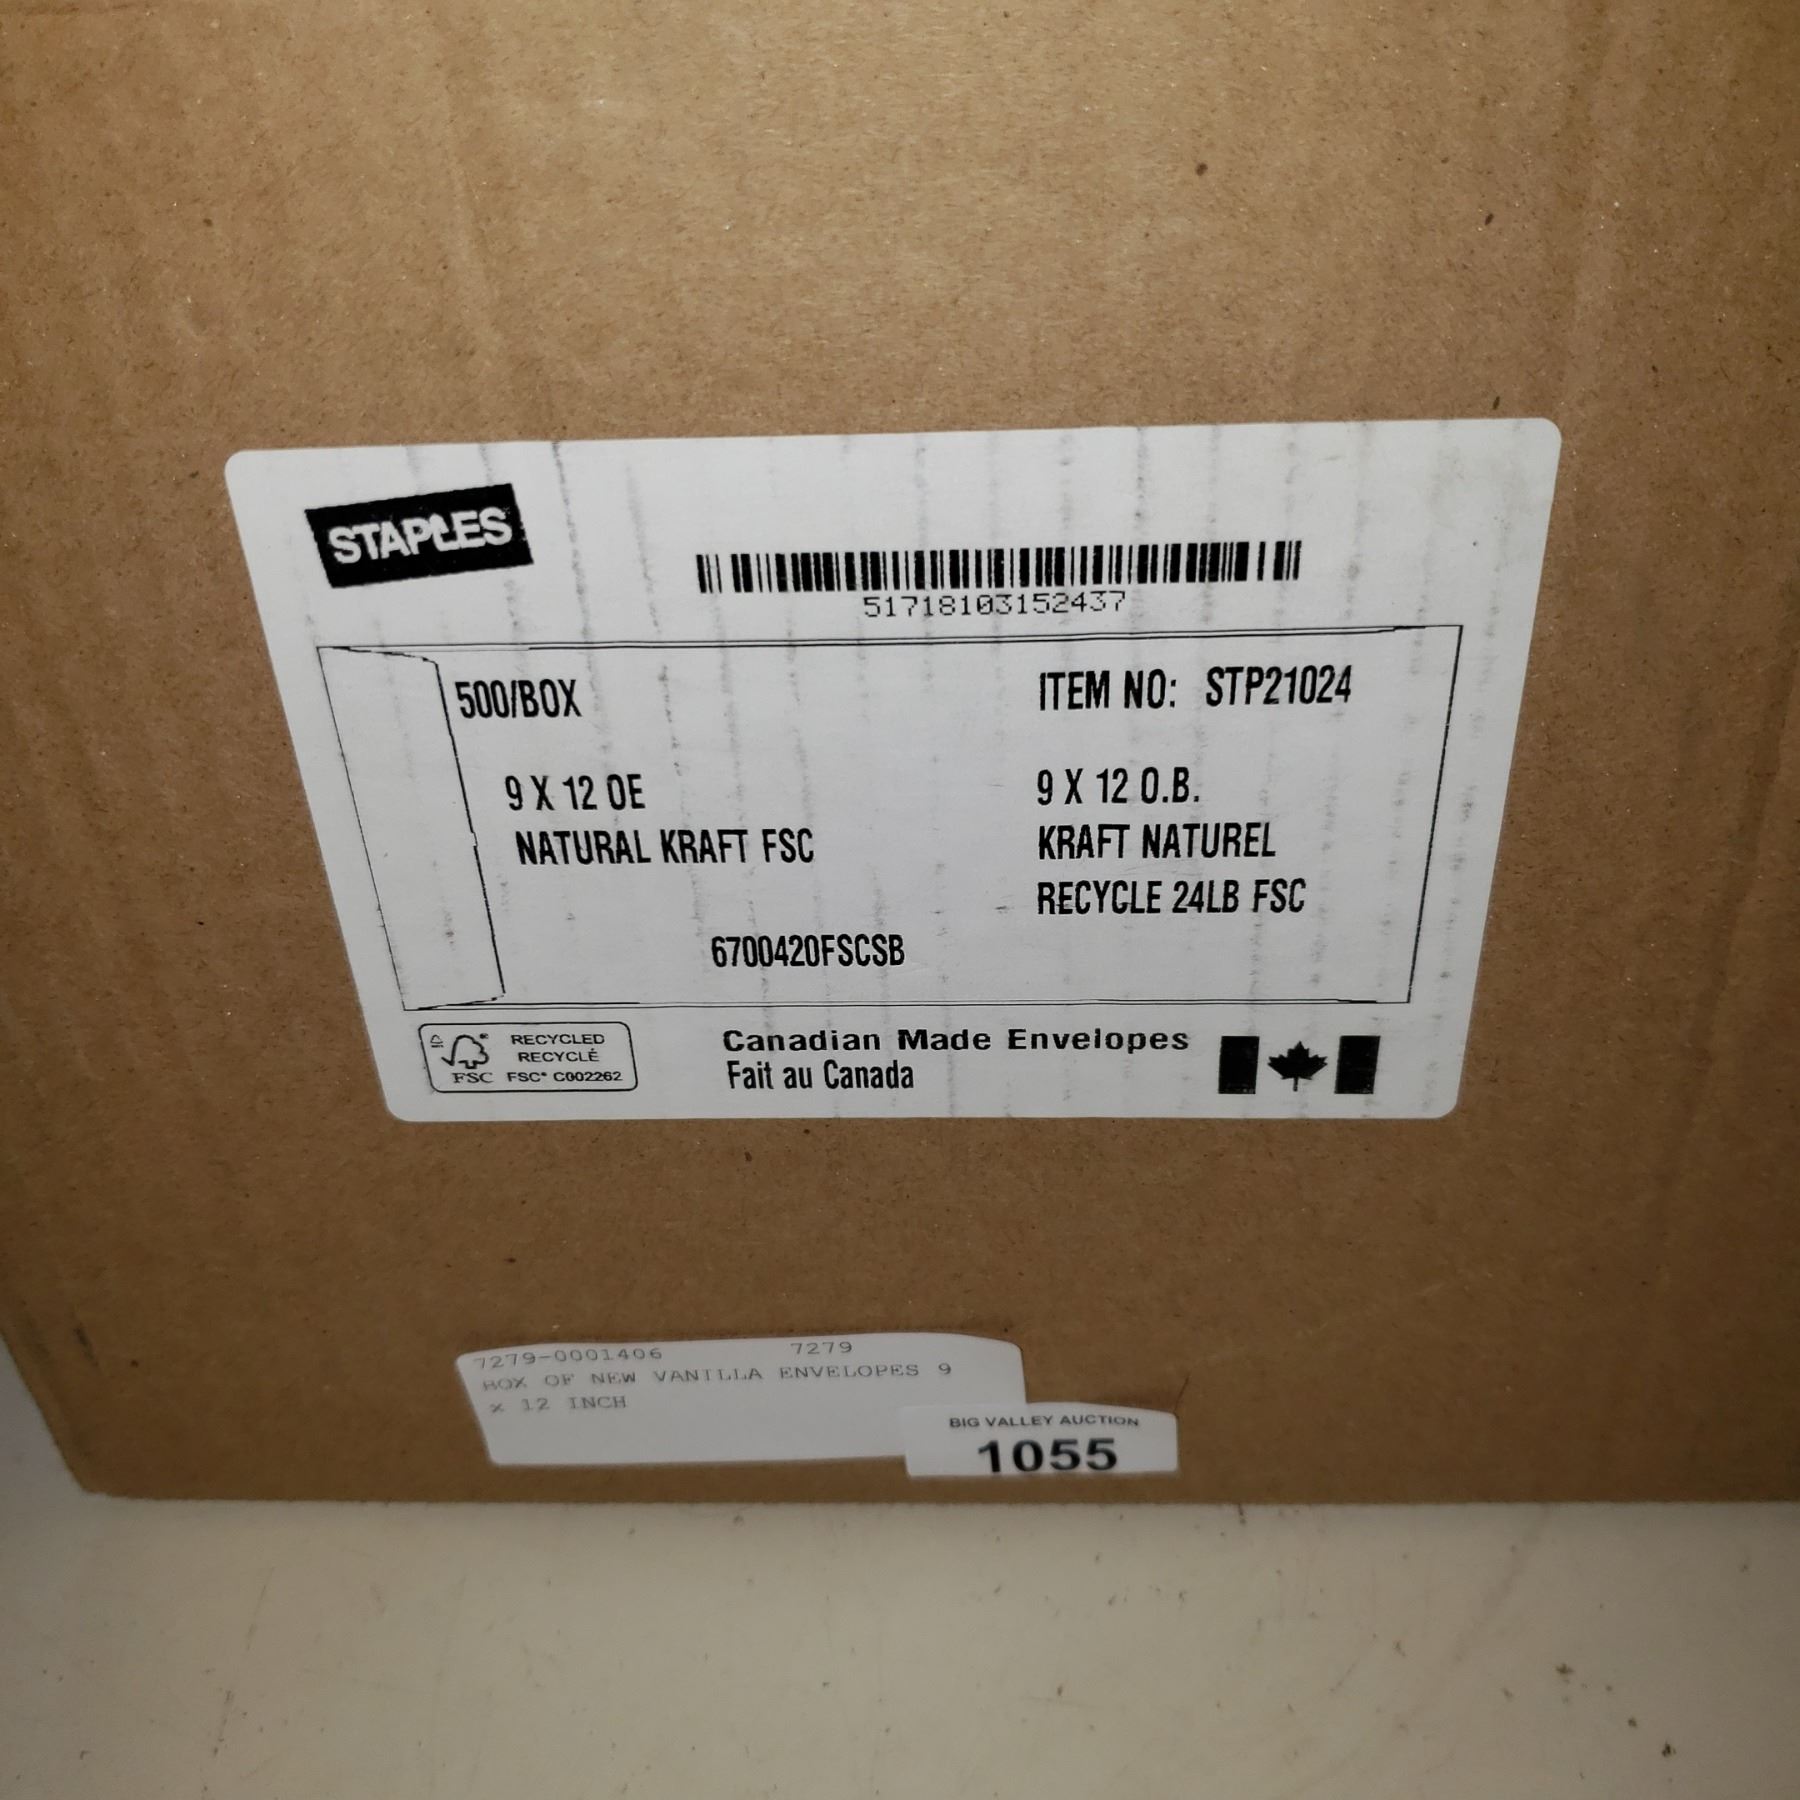 STAPLES
51718103152437
500/BOX
ITEM NO: STP21024
9 X 12 OE
NATURAL KRAFT FSC
9 X 12 O.B.
KRAFT NATUREL
RECYCLE 24LB FSC
6700420FSCSB
FSC
RECYCLED
RECYCLÉ
FSC® C002262
Canadian Made Envelopes
Fait au Canada
7279-0001406 7279
BOX OF NEW VANILLA ENVELOPES 9
x 12 INCH
BIG VALLEY AUCTION
1055